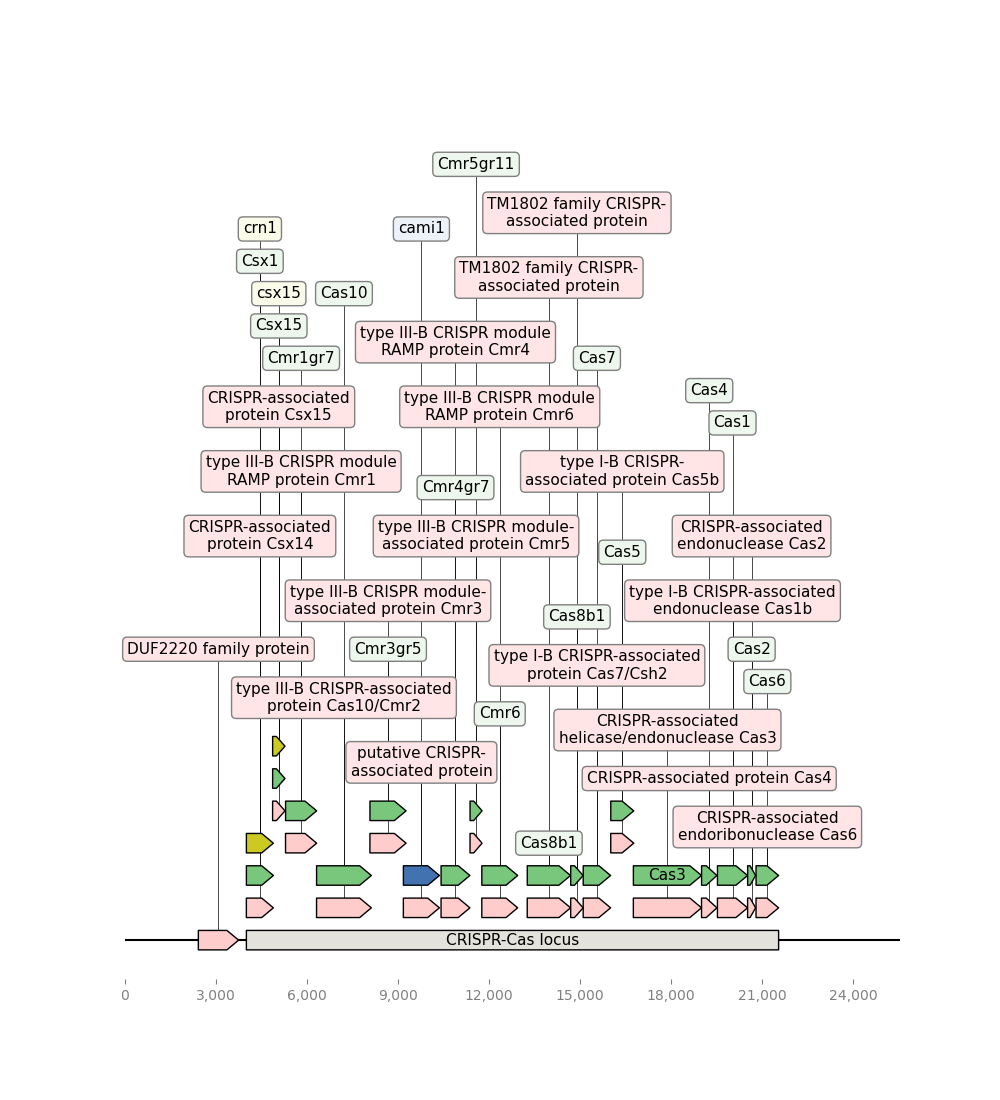 Cmr5gr11
TM1802 family CRISPR-
associated protein
crn1
cami1
Csx1
TM1802 family CRISPR-
associated protein
csx15
Cas10
Csx15
type III-B CRISPR module
RAMP protein Cmr4
Cmr1gr7
Cas7
Cas4
CRISPR-associated
protein Csx15
type III-B CRISPR module
RAMP protein Cmr6
Cas1
type III-B CRISPR module
RAMP protein Cmr1
type I-B CRISPR-
associated protein Cas5b
Cmr4gr7
CRISPR-associated
protein Csx14
type III-B CRISPR module-
associated protein Cmr5
CRISPR-associated
endonuclease Cas2
Cas5
type III-B CRISPR module-
associated protein Cmr3
type I-B CRISPR-associated
endonuclease Cas1b
Cas8b1
DUF2220 family protein
Cmr3gr5
Cas2
type I-B CRISPR-associated
protein Cas7/Csh2
Cas6
type III-B CRISPR-associated
protein Cas10/Cmr2
Cmr6
CRISPR-associated
helicase/endonuclease Cas3
putative CRISPR-
associated protein
CRISPR-associated protein Cas4
CRISPR-associated
endoribonuclease Cas6
Cas8b1
Cas3
CRISPR-Cas locus
0
3,000
6,000
9,000
12,000
15,000
18,000
21,000
24,000